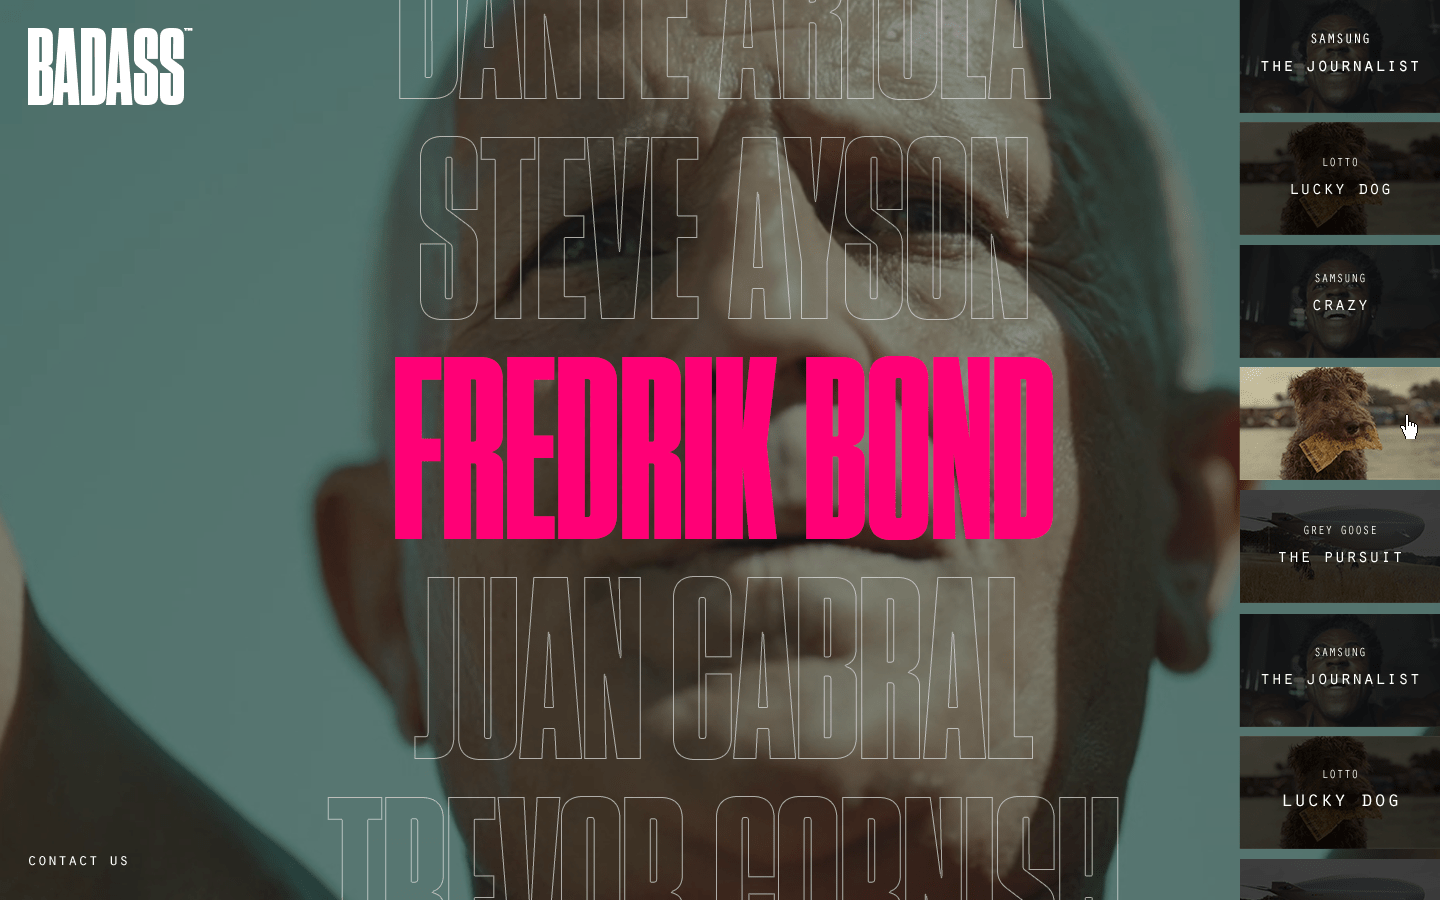 BADASS™
DANTE ARIOLA
STEVE AYSON
FREDRIK BOND
JUAN CABRAL
TREVOR CORNISH
CONTACT US
SAMSUNG
THE JOURNALIST
LOTTO
LUCKY DOG
SAMSUNG
CRAZY
GREY GOOSE
THE PURSUIT
SAMSUNG
THE JOURNALIST
LOTTO
LUCKY DOG